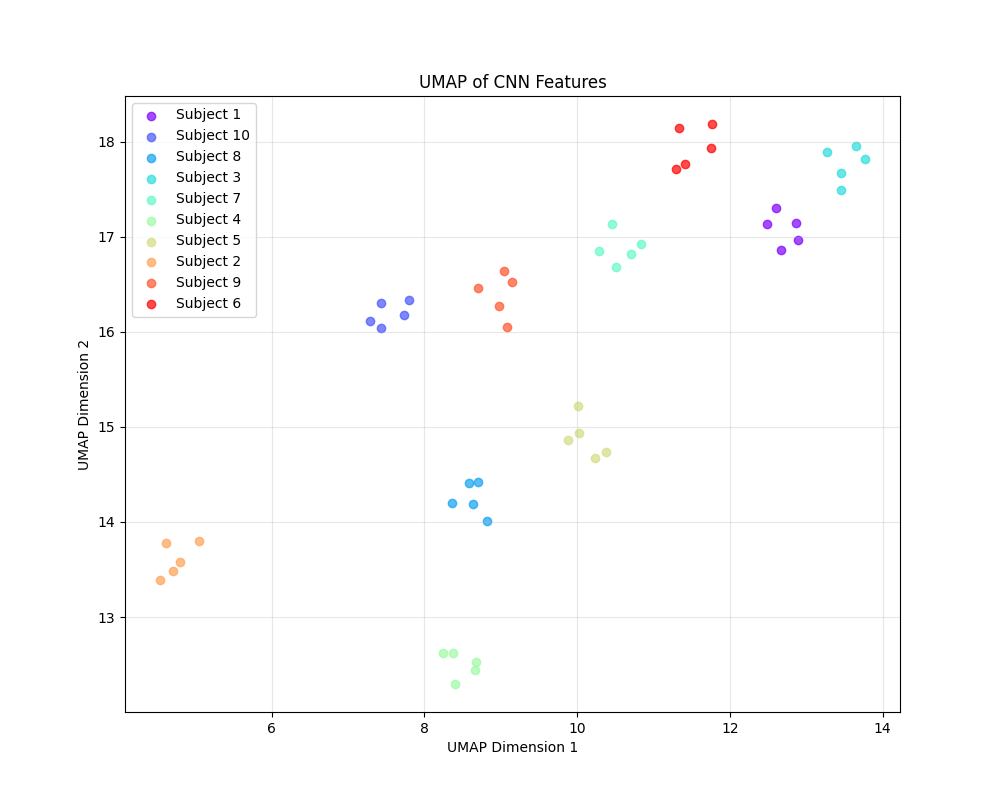 UMAP of CNN Features
Subject 1
Subject 10
Subject 8
Subject 3
Subject 7
Subject 4
Subject 5
Subject 2
Subject 9
Subject 6
18
17
16
15
14
13
UMAP Dimension 2
6 8 10 12 14
UMAP Dimension 1